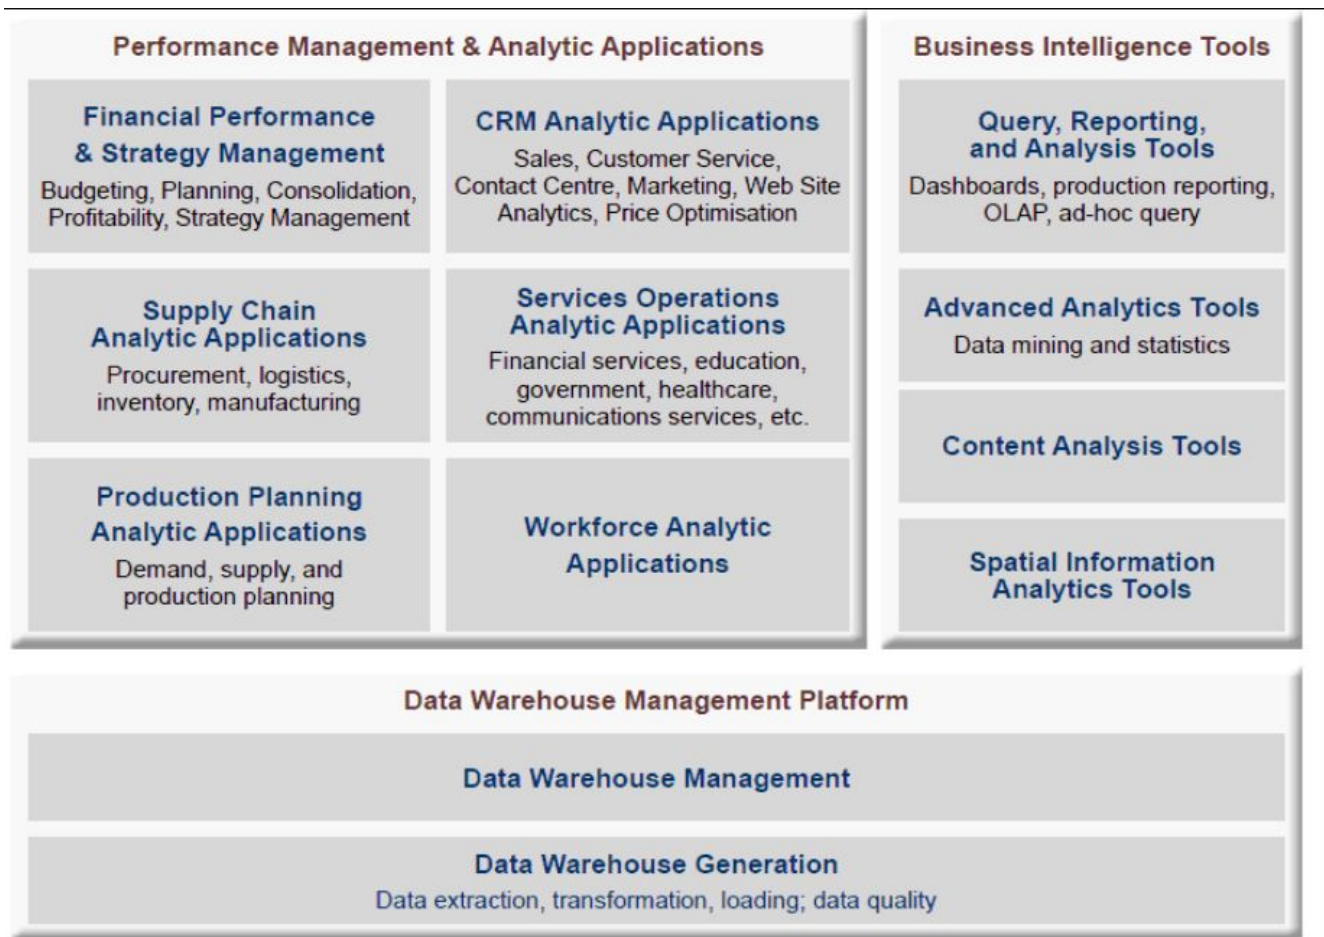 Performance Management & Analytic Applications
Financial Performance
& Strategy Management
Budgeting, Planning, Consolidation,
Profitability, Strategy Management
CRM Analytic Applications
Sales, Customer Service,
Contact Centre, Marketing, Web Site
Analytics, Price Optimisation
Supply Chain
Analytic Applications
Procurement, logistics,
inventory, manufacturing
Services Operations
Analytic Applications
Financial services, education,
government, healthcare,
communications services, etc.
Production Planning
Analytic Applications
Demand, supply, and
production planning
Workforce Analytic
Applications
Business Intelligence Tools
Query, Reporting,
and Analysis Tools
Dashboards, production reporting,
OLAP, ad-hoc query
Advanced Analytics Tools
Data mining and statistics
Content Analysis Tools
Spatial Information
Analytics Tools
Data Warehouse Management Platform
Data Warehouse Management
Data Warehouse Generation
Data extraction, transformation, loading; data quality